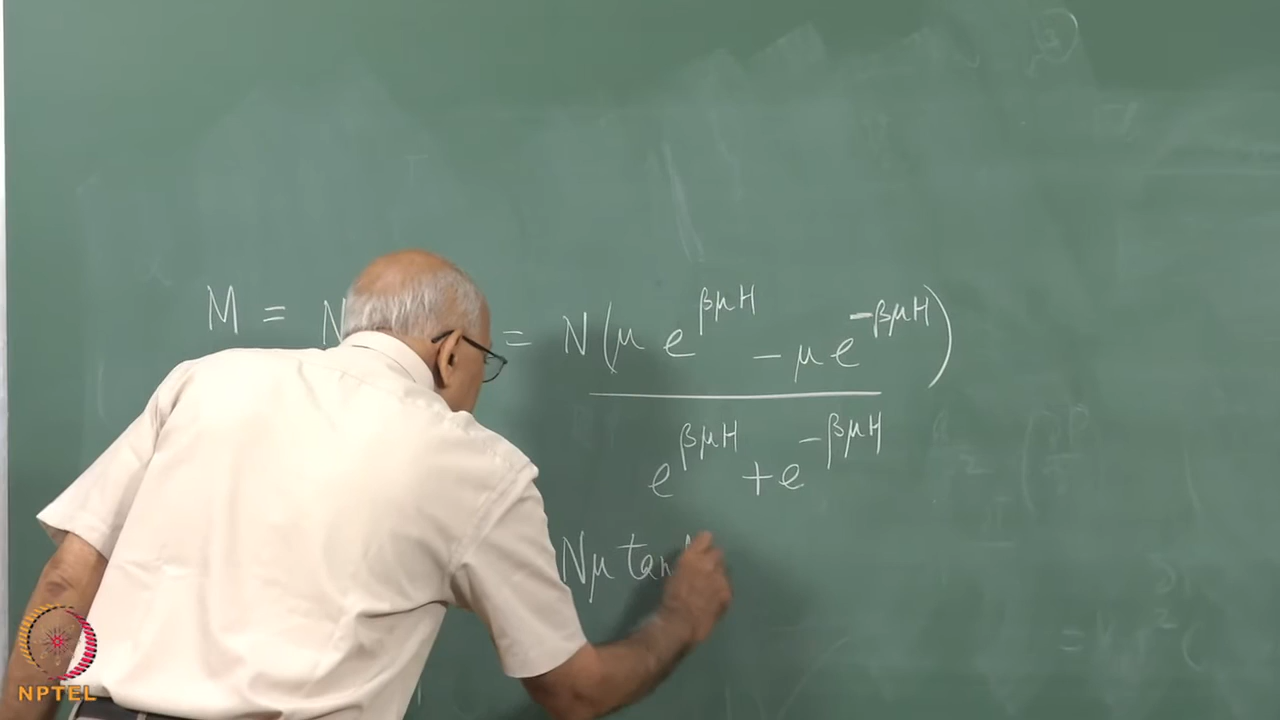 M = N = N(μ e^{βμH} - μ e^{-βμH})
e^{βμH} + e^{-βμH}
Nμ tan
NPTEL